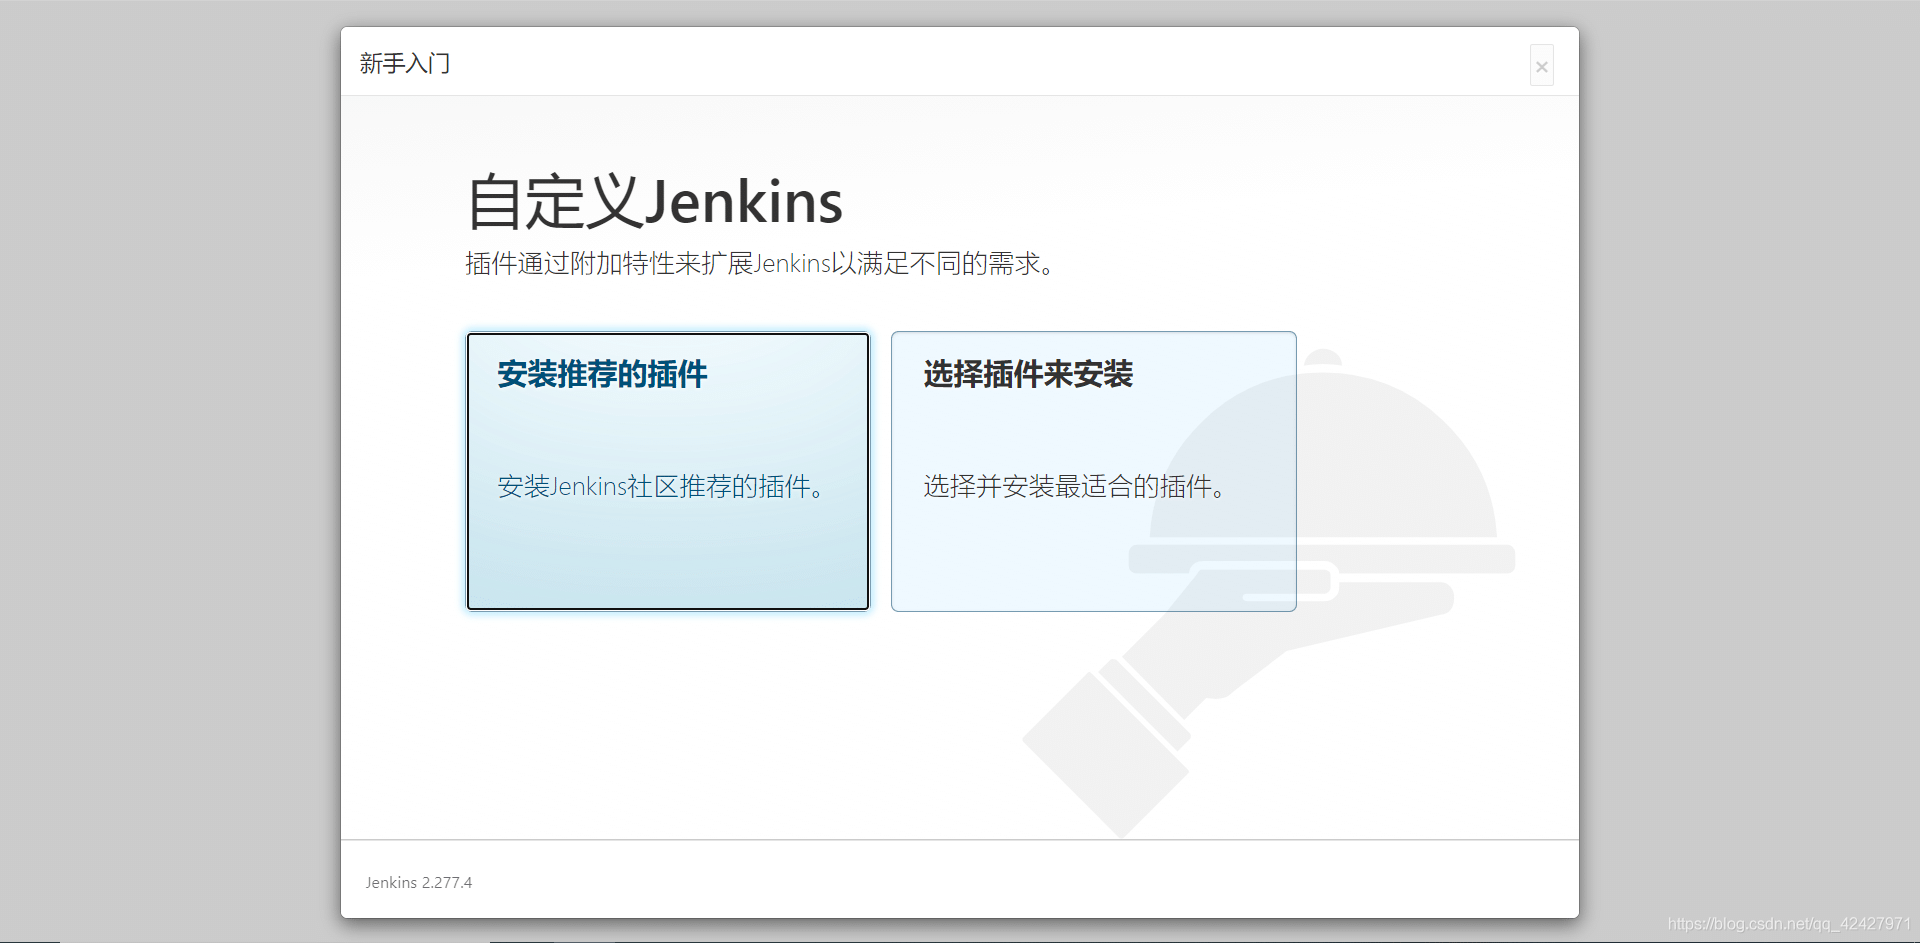 新手入门
×
自定义Jenkins
插件通过附加特性来扩展Jenkins以满足不同的需求。
安装推荐的插件
安装Jenkins社区推荐的插件。
选择插件来安装
选择并安装最适合的插件。
Jenkins 2.277.4
https://blog.csdn.net/qq_42427971